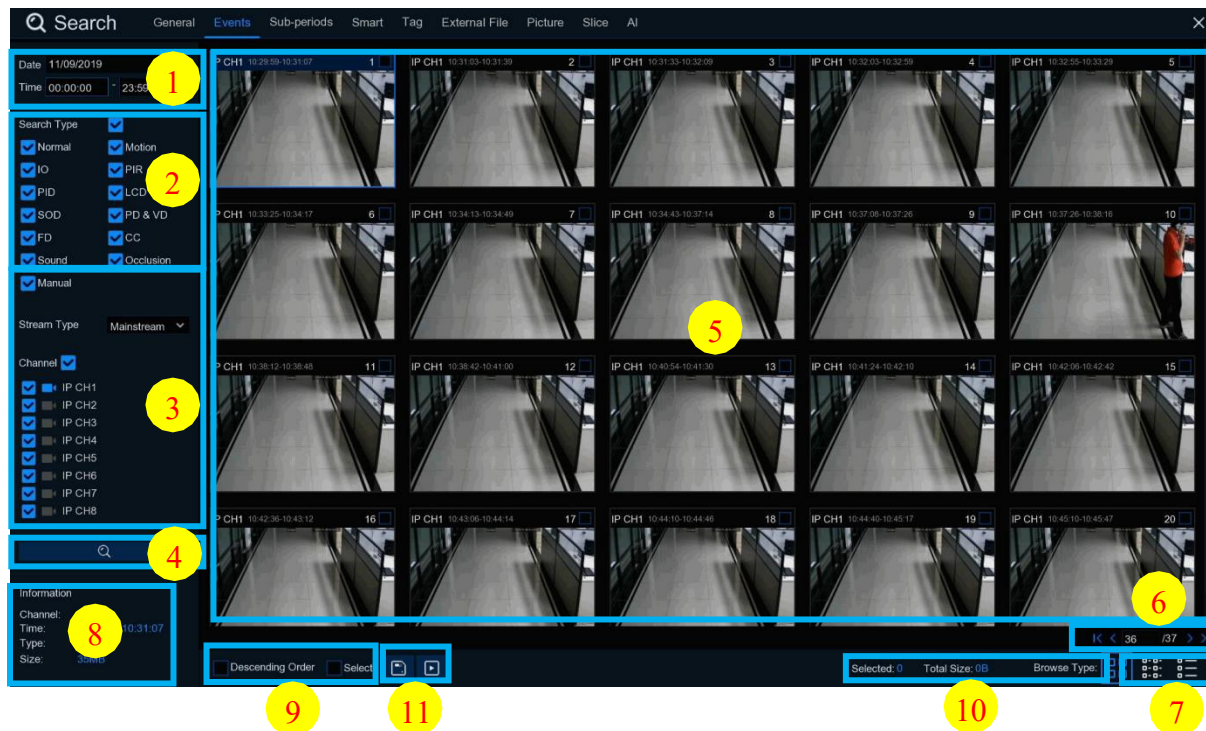 Search General Events Sub-periods Smart Tag External File Picture Slice AI
Date 11/09/2019
Time 00:00:00 - 23:59
1
Search Type
Normal Motion
IO PIR
PID LCD
SOD PD & VD
FD CC
Sound Occlusion
2
Manual
Stream Type Mainstream
Channel
IP CH1
IP CH2
IP CH3
IP CH4
IP CH5
IP CH6
IP CH7
IP CH8
3
4
Information
Channel:
Time: 10:31:07
Type:
Size: 35MB
8
IP CH1 10:29:59-10:31:07 1
IP CH1 10:31:03-10:31:39 2
IP CH1 10:31:33-10:32:09 3
IP CH1 10:32:03-10:32:59 4
IP CH1 10:32:55-10:33:29 5
IP CH1 10:33:25-10:34:17 6
IP CH1 10:34:13-10:34:49 7
IP CH1 10:34:43-10:37:14 8
IP CH1 10:37:08-10:37:26 9
IP CH1 10:37:26-10:38:16 10
5
IP CH1 10:38:12-10:38:48 11
IP CH1 10:38:42-10:41:00 12
IP CH1 10:40:54-10:41:30 13
IP CH1 10:41:24-10:42:10 14
IP CH1 10:42:06-10:42:42 15
IP CH1 10:42:36-10:43:12 16
IP CH1 10:43:06-10:44:14 17
IP CH1 10:44:10-10:44:46 18
IP CH1 10:44:40-10:45:17 19
IP CH1 10:45:10-10:45:47 20
6
36 /37
Descending Order Select
Selected: 0 Total Size: 0B Browse Type:
9
11
10
7